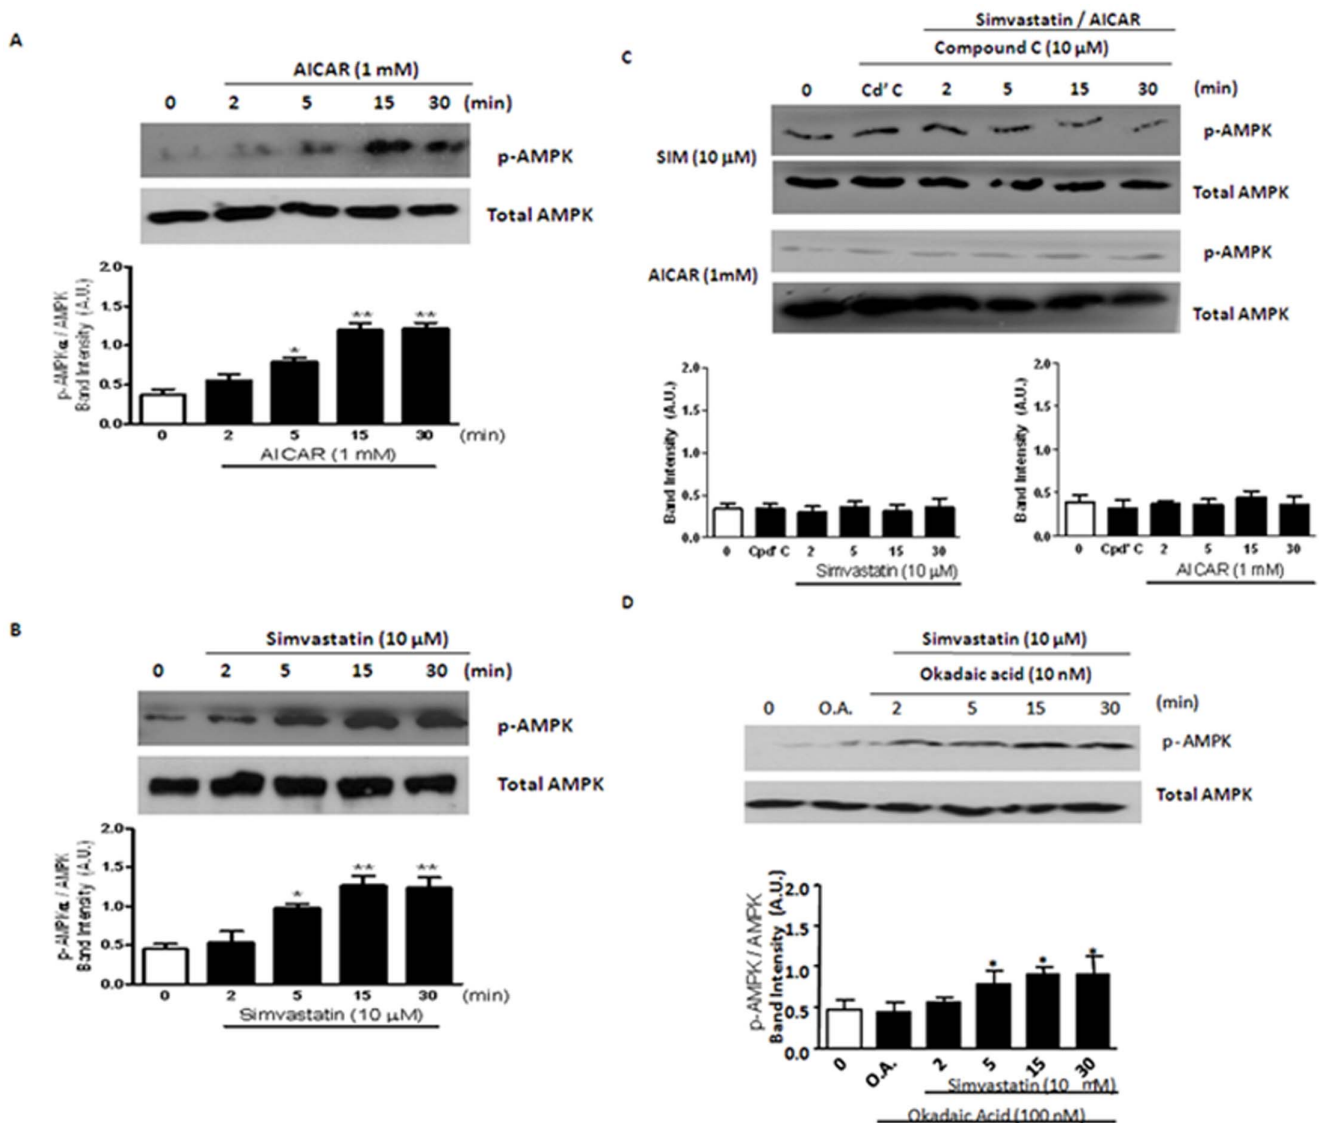 A
AICAR (1 mM)
0 2 5 15 30 (min)
p-AMPK
Total AMPK
p-AMPKα / AMPK
Band Intensity (A.U.)
2.0
1.5
1.0
0.5
0.0
* ** **
0 2 5 15 30 (min)
AICAR (1 mM)
B
Simvastatin (10 µM)
0 2 5 15 30 (min)
p-AMPK
Total AMPK
p-AMPKα / AMPK
Band Intensity (A.U.)
2.0
1.5
1.0
0.5
0.0
* ** **
0 2 5 15 30 (min)
Simvastatin (10 µM)
C
Simvastatin / AICAR
Compound C (10 µM)
0 Cd' C 2 5 15 30 (min)
SIM (10 µM)
p-AMPK
Total AMPK
AICAR (1mM)
p-AMPK
Total AMPK
Band Intensity (A.U.)
2.0
1.5
1.0
0.5
0.0
0 Cpd' C 2 5 15 30
Simvastatin (10 µM)
Band Intensity (A.U.)
2.0
1.5
1.0
0.5
0.0
0 Cpd' C 2 5 15 30
AICAR (1 mM)
D
Simvastatin (10 µM)
Okadaic acid (10 nM)
0 O.A. 2 5 15 30 (min)
p-AMPK
Total AMPK
p-AMPK / AMPK
Band Intensity (A.U.)
2.0
1.5
1.0
0.5
0.0
* * *
0 O.A. 2 5 15 30
Simvastatin (10 mM)
Okadaic Acid (100 nM)